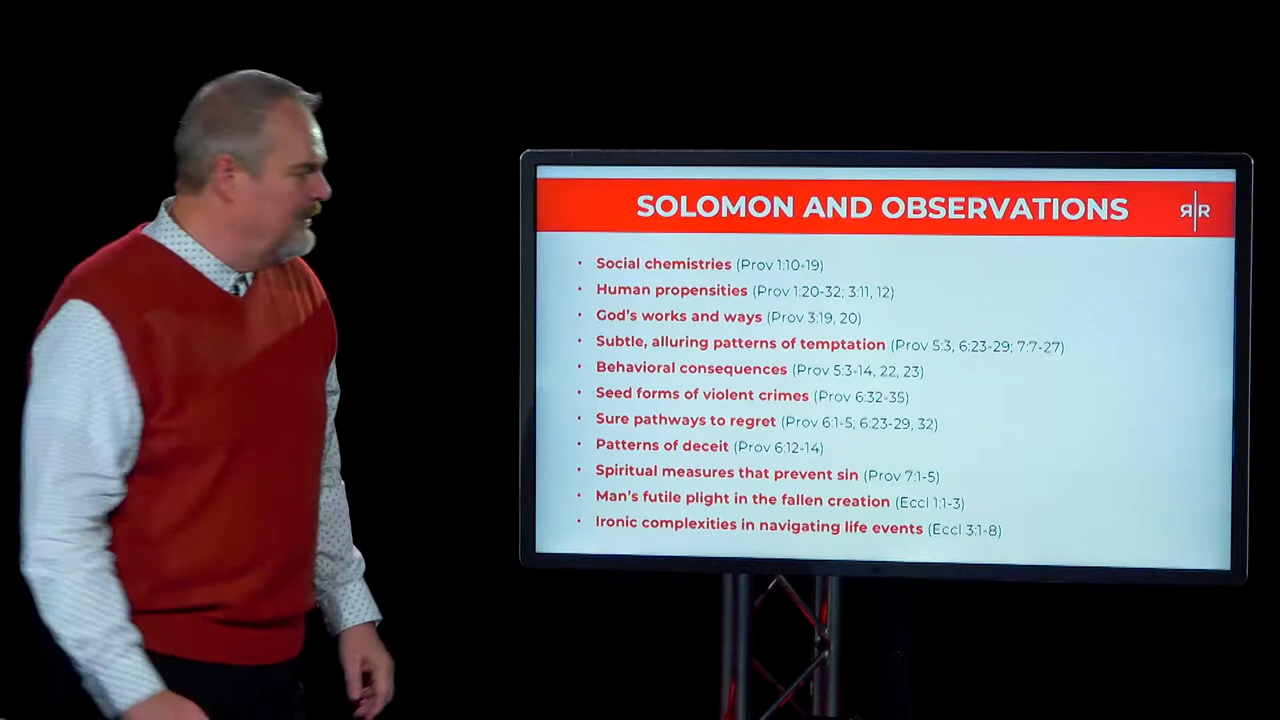 SOLOMON AND OBSERVATIONS
ЯR
• Social chemistries (Prov 1:10-19)
• Human propensities (Prov 1:20-32; 3:11, 12)
• God's works and ways (Prov 3:19, 20)
• Subtle, alluring patterns of temptation (Prov 5:3, 6:23-29; 7:7-27)
• Behavioral consequences (Prov 5:3-14, 22, 23)
• Seed forms of violent crimes (Prov 6:32-35)
• Sure pathways to regret (Prov 6:1-5; 6:23-29, 32)
• Patterns of deceit (Prov 6:12-14)
• Spiritual measures that prevent sin (Prov 7:1-5)
• Man's futile plight in the fallen creation (Eccl 1:1-3)
• Ironic complexities in navigating life events (Eccl 3:1-8)